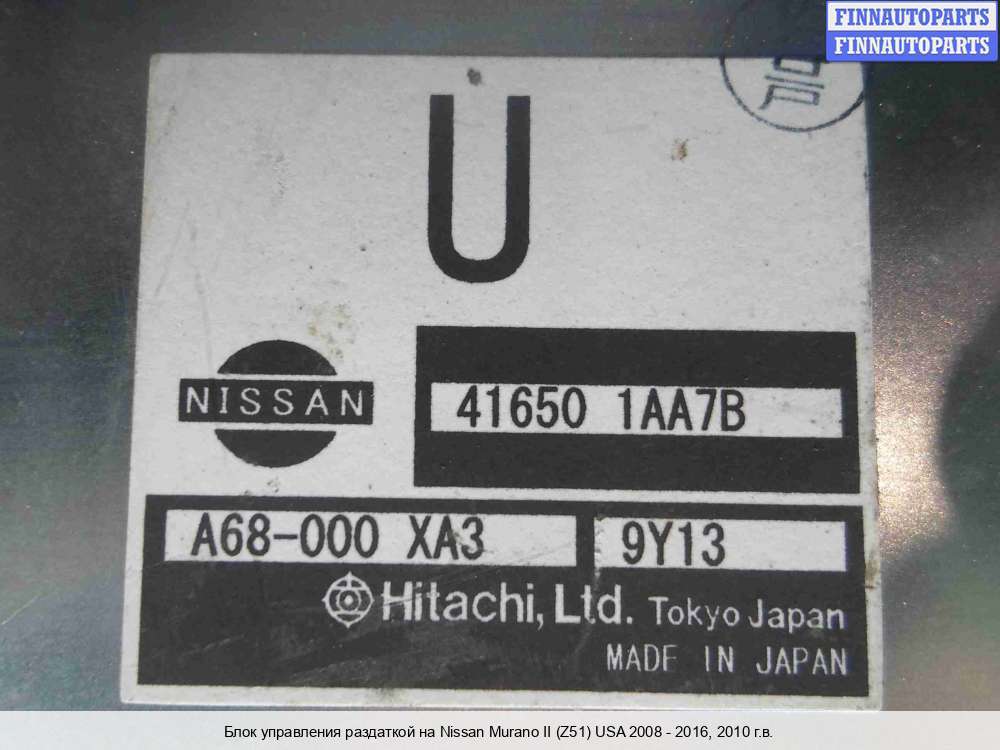 FINNAUTOPARTS
FINNAUTOPARTS
U
NISSAN
41650 1AA7B
A68-000 XA3
9Y13
Hitachi, Ltd. Tokyo Japan
MADE IN JAPAN
Блок управления раздаткой на Nissan Murano II (Z51) USA 2008 - 2016, 2010 г.в.